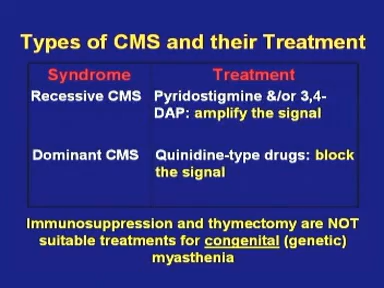 Types of CMS and their Treatment
Syndrome Treatment
Recessive CMS Pyridostigmine &/or 3,4-
DAP: amplify the signal
Dominant CMS Quinidine-type drugs: block
the signal
Immunosuppression and thymectomy are NOT
suitable treatments for congenital (genetic)
myasthenia